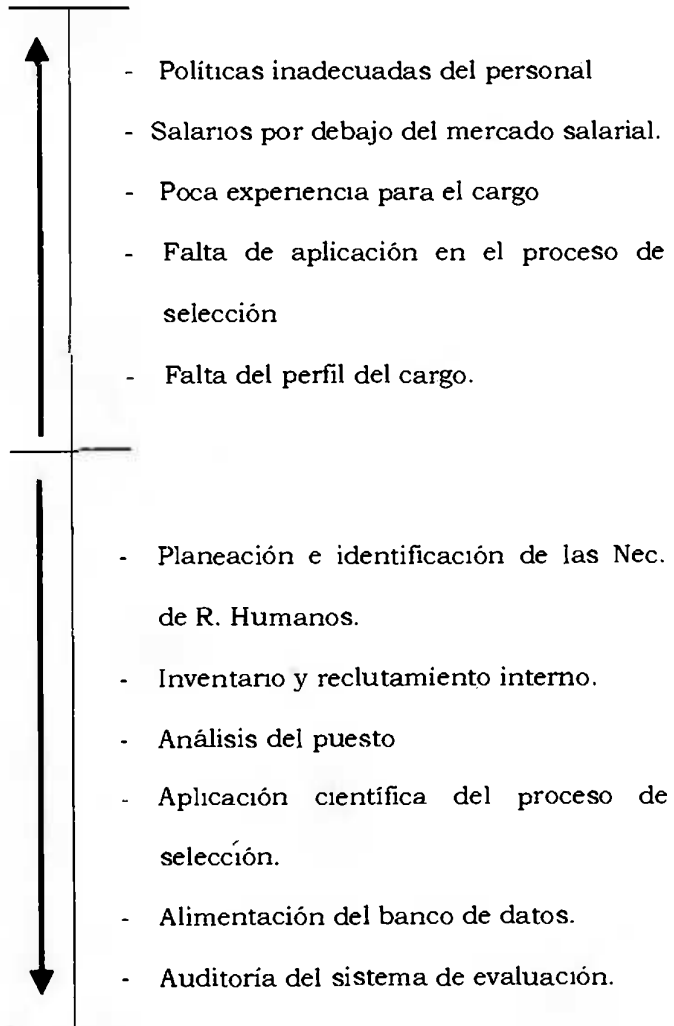 - Políticas inadecuadas del personal
- Salarios por debajo del mercado salarial.
- Poca experiencia para el cargo
- Falta de aplicación en el proceso de
selección
- Falta del perfil del cargo.
- Planeación e identificación de las Nec.
de R. Humanos.
- Inventario y reclutamiento interno.
- Análisis del puesto
- Aplicación científica del proceso de
selección.
- Alimentación del banco de datos.
- Auditoría del sistema de evaluación.